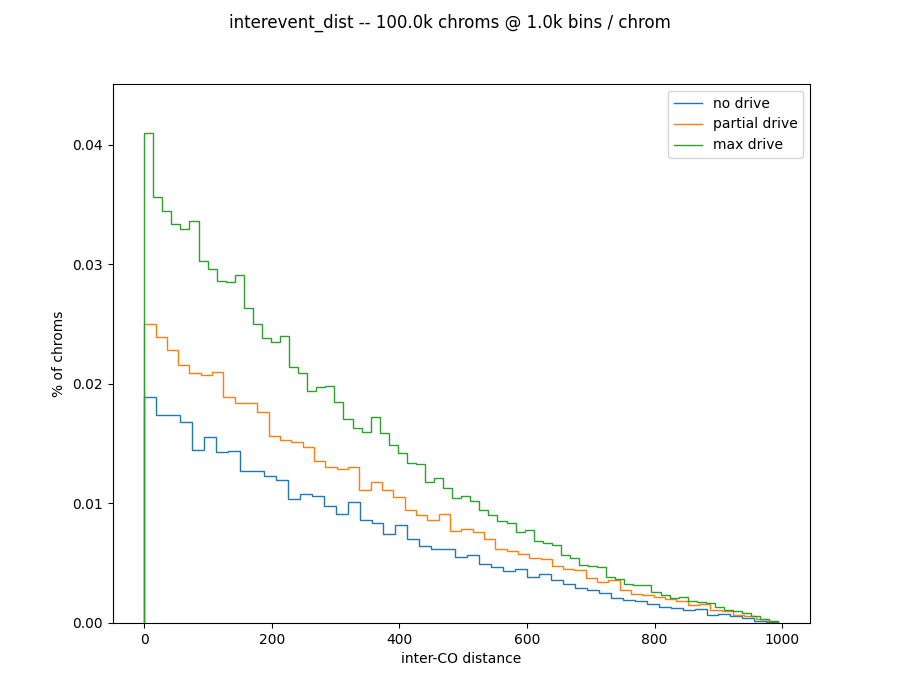 interevent_dist -- 100.0k chroms @ 1.0k bins / chrom
no drive
partial drive
max drive
% of chroms
0.04
0.03
0.02
0.01
0.00
0 200 400 600 800 1000
inter-CO distance